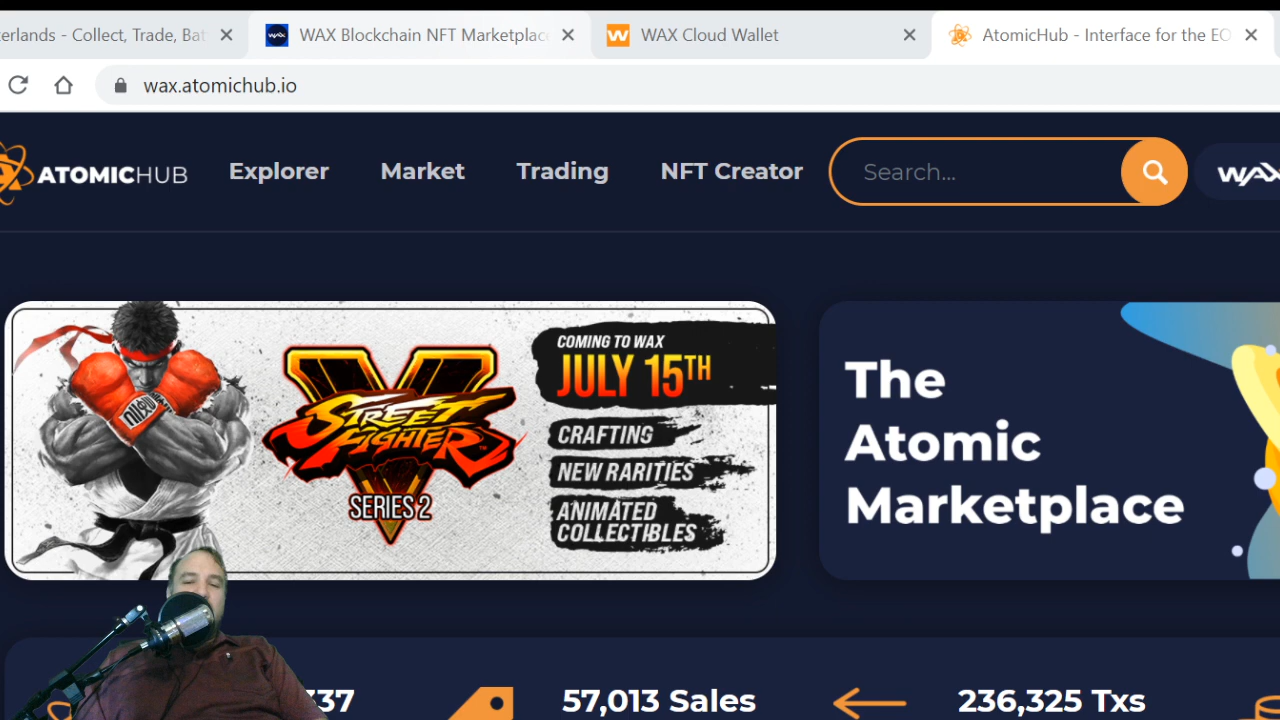 erlands - Collect, Trade, Bat
WAX Blockchain NFT Marketplac
WAX Cloud Wallet
AtomicHub - Interface for the EO
wax.atomichub.io
ATOMICHUB
Explorer
Market
Trading
NFT Creator
Search...
WAX
COMING TO WAX
JULY 15TH
V
STREET
FIGHTER
SERIES 2
CRAFTING
NEW RARITIES
ANIMATED
COLLECTIBLES
The
Atomic
Marketplace
337
57,013 Sales
236,325 Txs